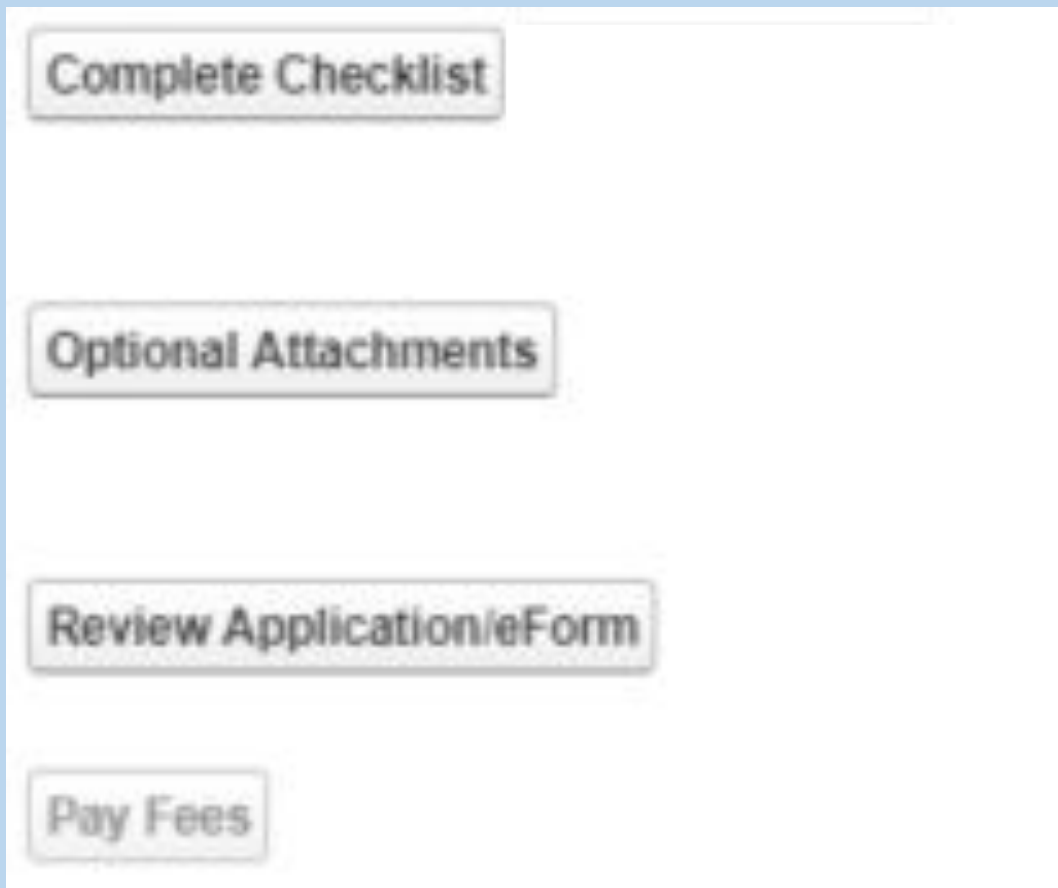 Complete Checklist
Optional Attachments
Review Application/eForm
Pay Fees